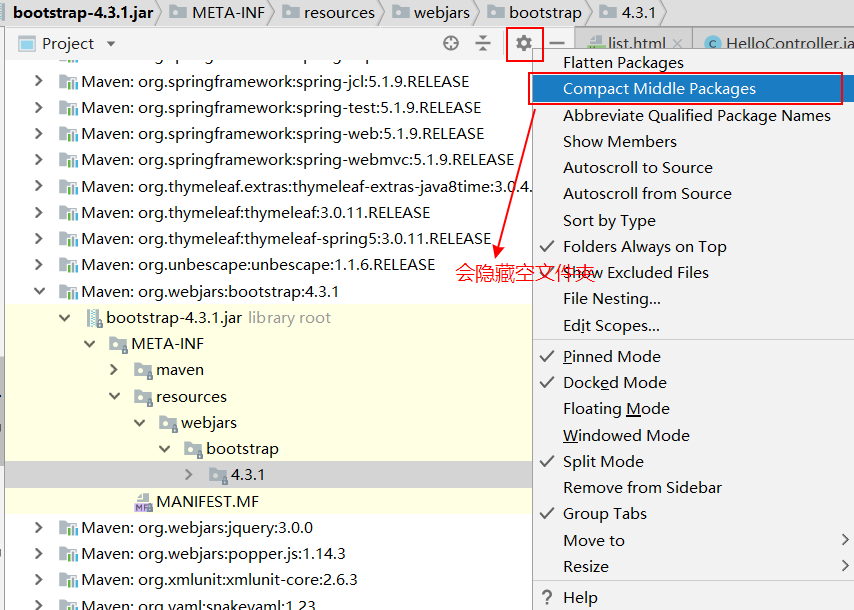 bootstrap-4.3.1.jar META-INF resources webjars bootstrap 4.3.1
Project
list.html HelloController.ja
Maven: org.springframework:spring-jcl:5.1.9.RELEASE
Maven: org.springframework:spring-test:5.1.9.RELEASE
Maven: org.springframework:spring-web:5.1.9.RELEASE
Maven: org.springframework:spring-webmvc:5.1.9.RELEASE
Maven: org.thymeleaf.extras:thymeleaf-extras-java8time:3.0.4.
Maven: org.thymeleaf:thymeleaf:3.0.11.RELEASE
Maven: org.thymeleaf:thymeleaf-spring5:3.0.11.RELEASE
Maven: org.unbescape:unbescape:1.1.6.RELEASE
Maven: org.webjars:bootstrap:4.3.1
bootstrap-4.3.1.jar library root
META-INF
maven
resources
webjars
bootstrap
4.3.1
MANIFEST.MF
Maven: org.webjars:jquery:3.0.0
Maven: org.webjars:popper.js:1.14.3
Maven: org.xmlunit:xmlunit-core:2.6.3
Maven: org.yaml:snakeyaml:1.23
会隐藏空文件夹
Flatten Packages
Compact Middle Packages
Abbreviate Qualified Package Names
Show Members
Autoscroll to Source
Autoscroll from Source
Sort by Type
Folders Always on Top
Show Excluded Files
File Nesting...
Edit Scopes...
Pinned Mode
Docked Mode
Floating Mode
Windowed Mode
Split Mode
Remove from Sidebar
Group Tabs
Move to
Resize
? Help